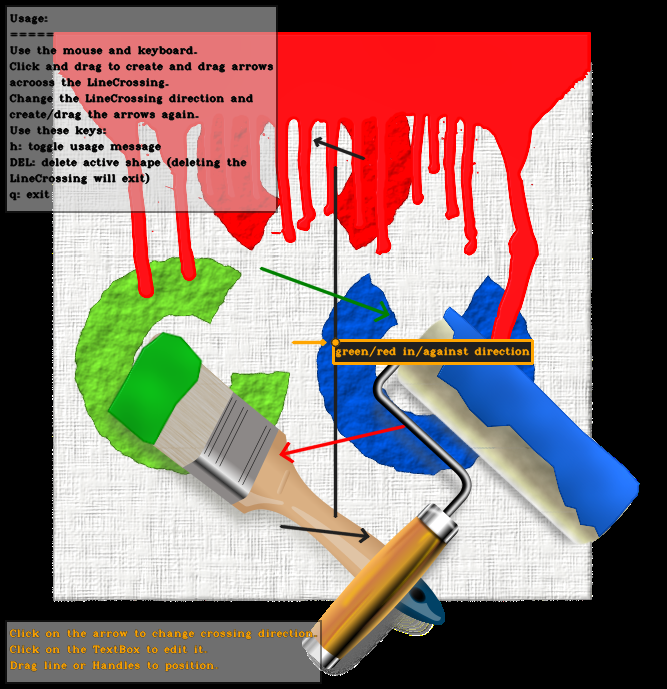 Usage:
=====
Use the mouse and keyboard.
Click and drag to create and drag arrows
acrooss the LineCrossing.
Change the LineCrossing direction and
create/drag the arrows again.
Use these keys:
h: toggle usage message
DEL: delete active shape (deleting the
LineCrossing will exit)
q: exit
green/red in/against direction
Click on the arrow to change crossing direction.
Click on the TextBox to edit it.
Drag line or Handles to position.